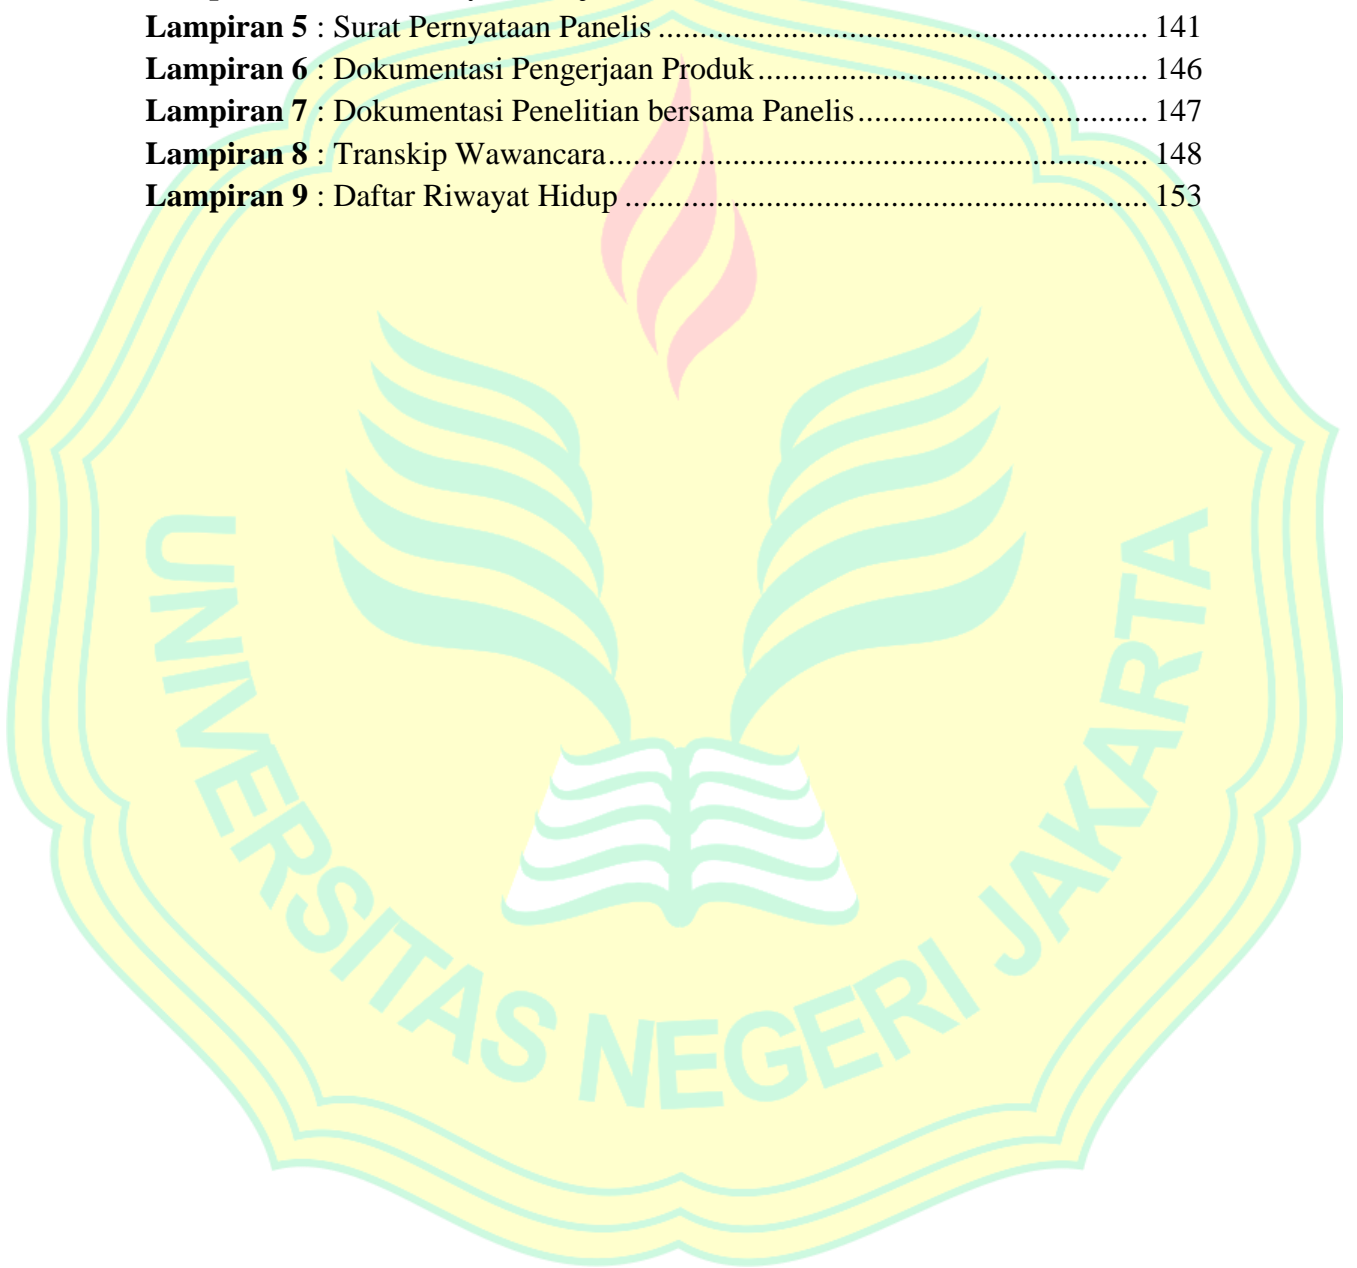 Lampiran 5 : Surat Pernyataan Panelis ............................................................. 141
Lampiran 6 : Dokumentasi Pengerjaan Produk ................................................ 146
Lampiran 7 : Dokumentasi Penelitian bersama Panelis .................................... 147
Lampiran 8 : Transkip Wawancara ................................................................... 148
Lampiran 9 : Daftar Riwayat Hidup ................................................................. 153
UNIVERSITAS NEGERI JAKARTA